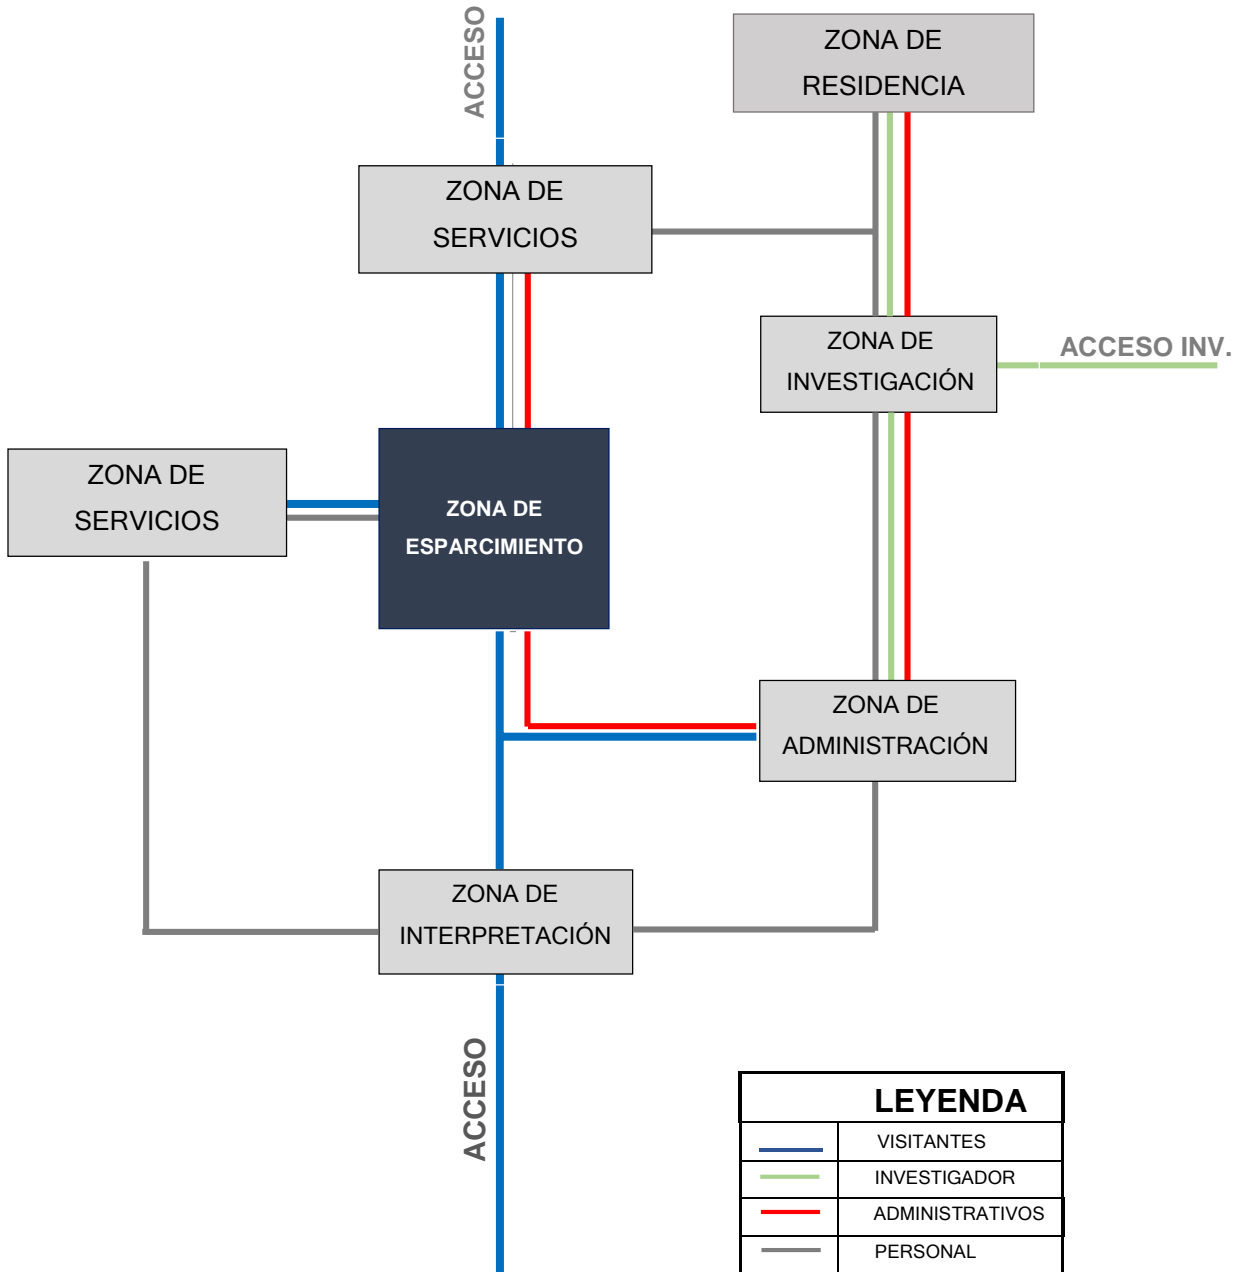 ACCESO
ZONA DE
RESIDENCIA
ZONA DE
SERVICIOS
ZONA DE
INVESTIGACIÓN
ACCESO INV.
ZONA DE
SERVICIOS
ZONA DE
ESPARCIMIENTO
ZONA DE
ADMINISTRACIÓN
ZONA DE
INTERPRETACIÓN
ACCESO
LEYENDA
VISITANTES
INVESTIGADOR
ADMINISTRATIVOS
PERSONAL